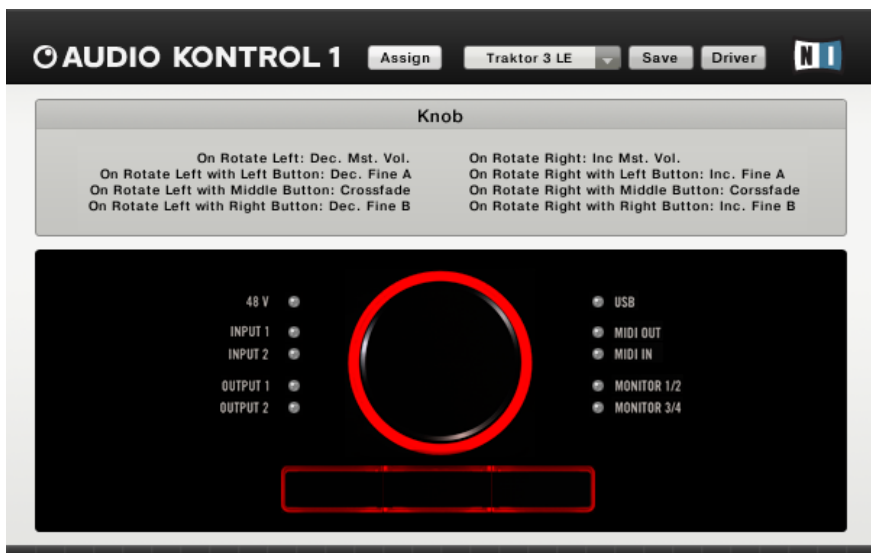 AUDIO KONTROL 1 Assign Traktor 3 LE Save Driver NI
Knob
On Rotate Left: Dec. Mst. Vol. On Rotate Right: Inc Mst. Vol.
On Rotate Left with Left Button: Dec. Fine A On Rotate Right with Left Button: Inc. Fine A
On Rotate Left with Middle Button: Crossfade On Rotate Right with Middle Button: Corssfade
On Rotate Left with Right Button: Dec. Fine B On Rotate Right with Right Button: Inc. Fine B
48 V USB
INPUT 1 MIDI OUT
INPUT 2 MIDI IN
OUTPUT 1 MONITOR 1/2
OUTPUT 2 MONITOR 3/4